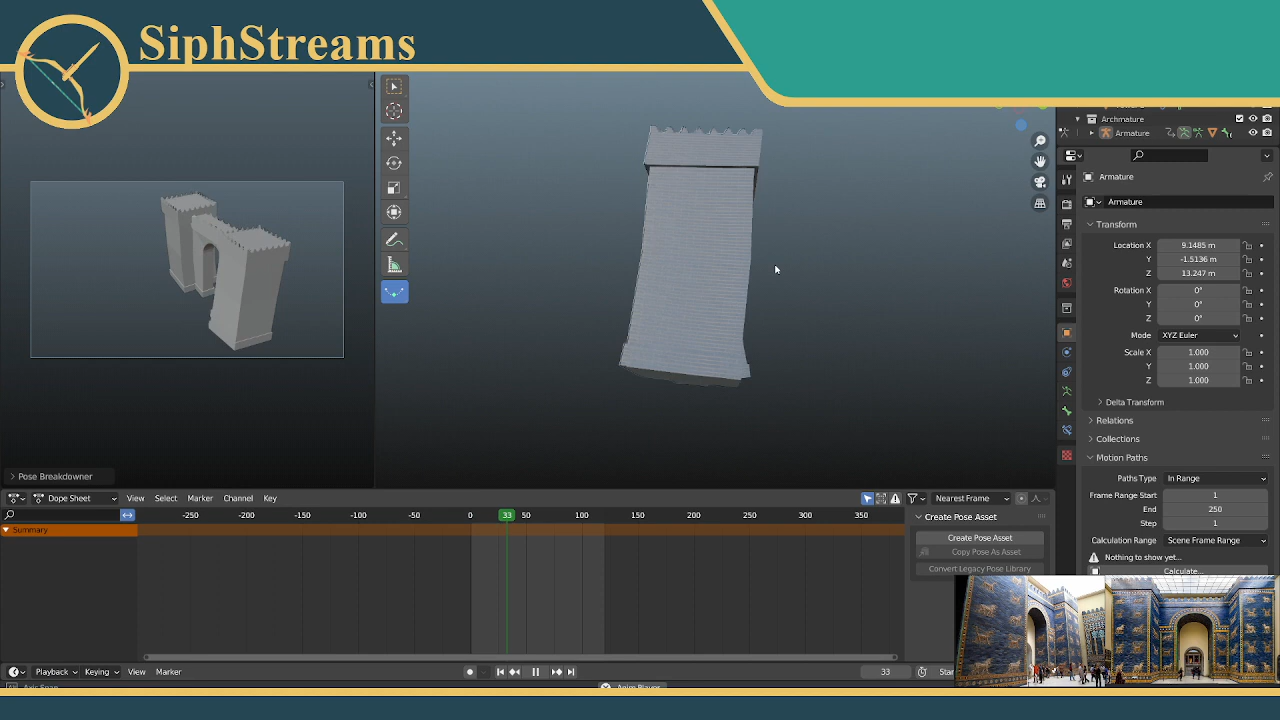 SiphStreams
Archmature
Armature
Armature
Armature
Transform
Location X 9.1485 m
Y -1.5136 m
Z 13.247 m
Rotation X 0°
Y 0°
Z 0°
Mode XYZ Euler
Scale X 1.000
Y 1.000
Z 1.000
Delta Transform
Relations
Collections
Motion Paths
Paths Type In Range
Frame Range Start 1
End 250
Step 1
Calculation Range Scene Frame Range
Nothing to show yet...
Calculate...
Pose Breakdowner
Dope Sheet View Select Marker Channel Key Nearest Frame
-250 -200 -150 -100 -50 0 33 50 100 150 200 250 300 350
Summary
Create Pose Asset
Create Pose Asset
Copy Pose As Asset
Convert Legacy Pose Library
Playback Keying View Marker 33
Anim Player